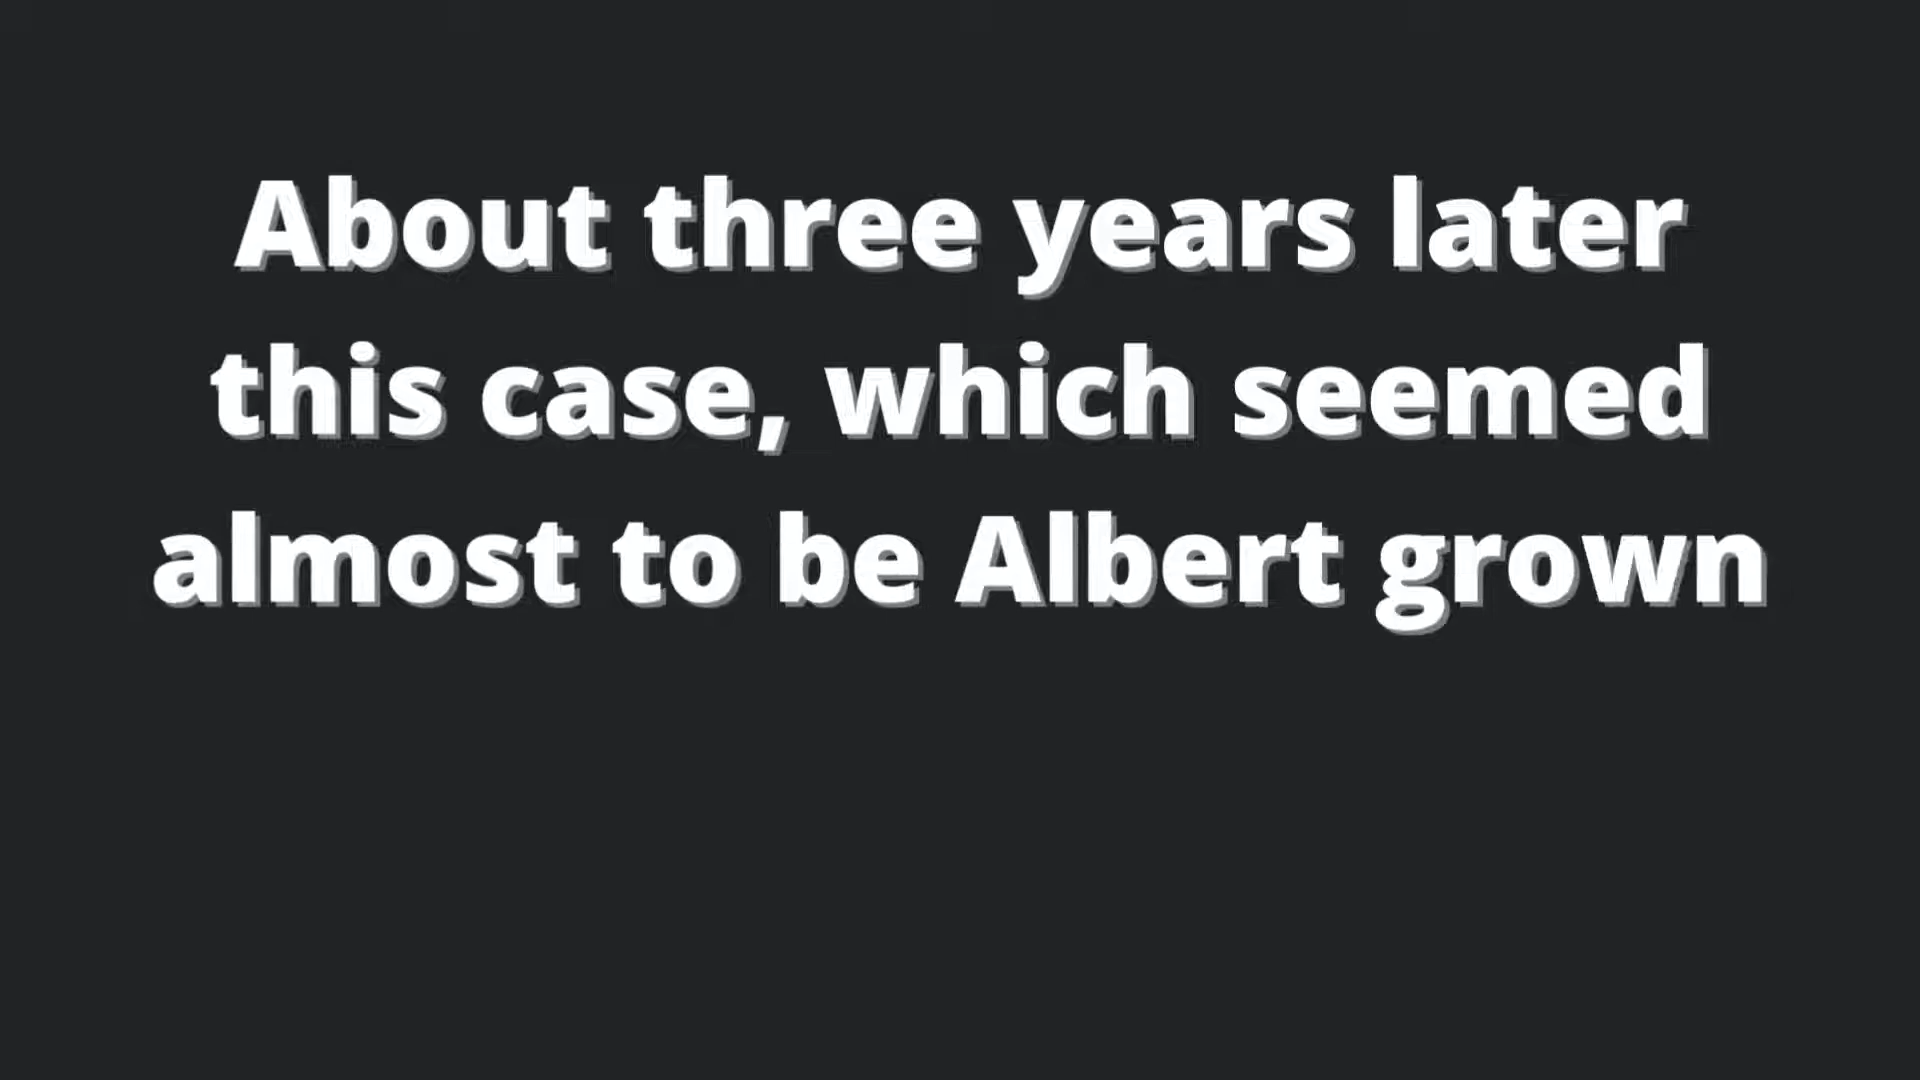 About three years later
this case, which seemed
almost to be Albert grown